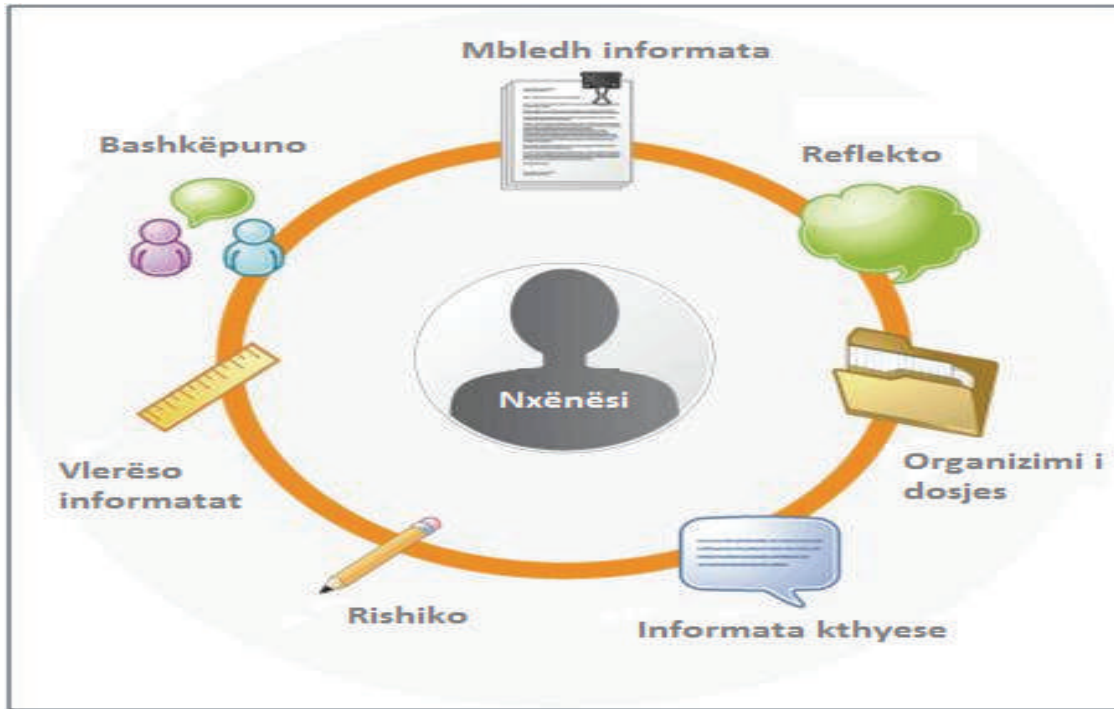 Mbledh informata
Bashkëpuno
Reflekto
Nxënësi
Vlerëso
informatat
Organizimi i
dosjes
Rishiko
Informata kthyese